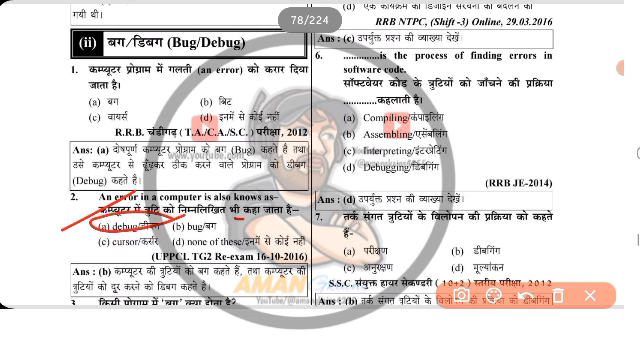 78/224
गयी थी।
(ii) बग/डिबग (Bug/Debug)
1. कम्प्यूटर प्रोग्राम में गलती (an error) को करार दिया
जाता है।
(a) बग (b) बिट
(c) वायर्स (d) इनमें से कोई नहीं
R.R.B. चंडीगढ़ (T.A./C.A./S.C.) परीक्षा, 2012
Ans: (a) दोषपूर्ण कम्प्यूटर प्रोग्राम को बग (Bug) कहते है तथा
उसे कम्प्यूटर से ढूँढ़कर ठीक करने वाले प्रोग्राम को डीबग
(Debug) कहते है।
2. An error in a computer is also knows as–
कम्प्यूटर में त्रुटि को निम्नलिखित भी कहा जाता है–
(a) debug/ (b) bug/बग
(c) cursor/कर्सर (d) none of these/इनमें से कोई नहीं
(UPPCL TG2 Re-exam 16-10-2016)
Ans : (b) कम्प्यूटर की त्रुटियों को बग कहते हैं, तथा कम्प्यूटर की
त्रुटियों को दूर करने को डिबग कहते है।
3. किसी प्रोग्राम में 'बग' क्या होता है?
(d) एक कार्यक्रम की डिजाइन संरचना को बदलने की
RRB NTPC, (Shift -3) Online, 29.03.2016
Ans : (c) उपर्युक्त प्रश्न की व्याख्या देखें।
6. .............is the process of finding errors in
software code.
सॉफ्टवेयर कोड के त्रुटियों को जाँचने की प्रक्रिया
............कहलाती है।
(a) Compiling/कंपाइलिंग
(b) Assembling/एसेंबलिंग
(c) Interpreting/इंटरप्रेटिंग
(d) Debugging/डिबगिंग
(RRB JE-2014)
Ans : (d) उपर्युक्त प्रश्न की व्याख्या देखें।
7. तर्क संगत त्रुटियों के विलोपन की प्रक्रिया को कहते
हैं-
(a) परीक्षण (b) डीबगिंग
(c) अनुरक्षण (d) मूल्यांकन
S.S.C. संयुक्त हायर सेकण्डरी (10+2) स्तरीय परीक्षा, 2012
Ans : (b) तर्क संगत त्रुटियों के विलोपन की प्रक्रिया को डीबगिंग